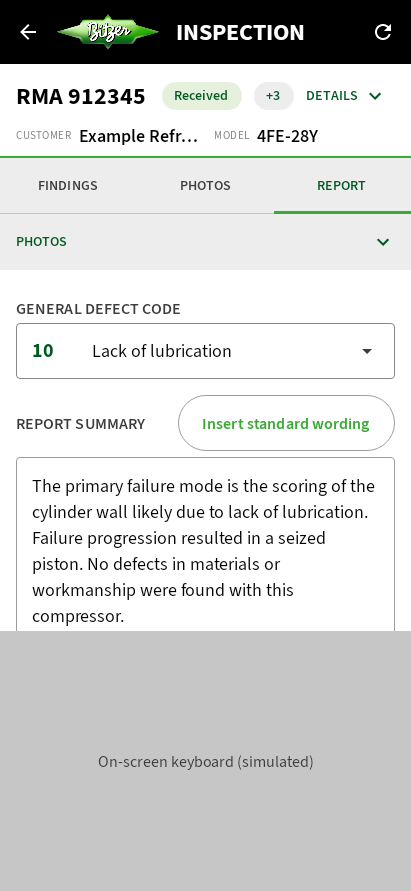 Bitzer INSPECTION
RMA 912345 Received +3 DETAILS
CUSTOMER Example Refr... MODEL 4FE-28Y
FINDINGS PHOTOS REPORT
PHOTOS
GENERAL DEFECT CODE
10 Lack of lubrication
REPORT SUMMARY Insert standard wording
The primary failure mode is the scoring of the
cylinder wall likely due to lack of lubrication.
Failure progression resulted in a seized
piston. No defects in materials or
workmanship were found with this
compressor.
On-screen keyboard (simulated)